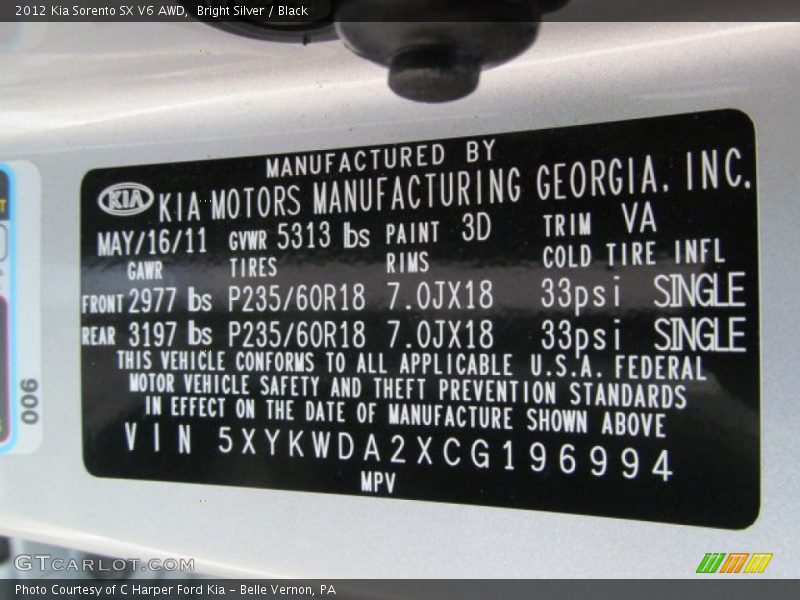 2012 Kia Sorento SX V6 AWD,  Bright Silver / Black
MANUFACTURED BY
KIA KIA MOTORS MANUFACTURING GEORGIA, INC.
MAY/16/11 GVWR 5313 lbs PAINT 3D TRIM VA
GAWR TIRES RIMS COLD TIRE INFL
FRONT 2977 lbs P235/60R18 7.0JX18 33psi SINGLE
REAR 3197 lbs P235/60R18 7.0JX18 33psi SINGLE
THIS VEHICLE CONFORMS TO ALL APPLICABLE U.S.A. FEDERAL
MOTOR VEHICLE SAFETY AND THEFT PREVENTION STANDARDS
IN EFFECT ON THE DATE OF MANUFACTURE SHOWN ABOVE
VIN 5XYKWDA2XCG196994
MPV
006
GTCARLOT.COM
Photo Courtesy of C Harper Ford Kia - Belle Vernon, PA